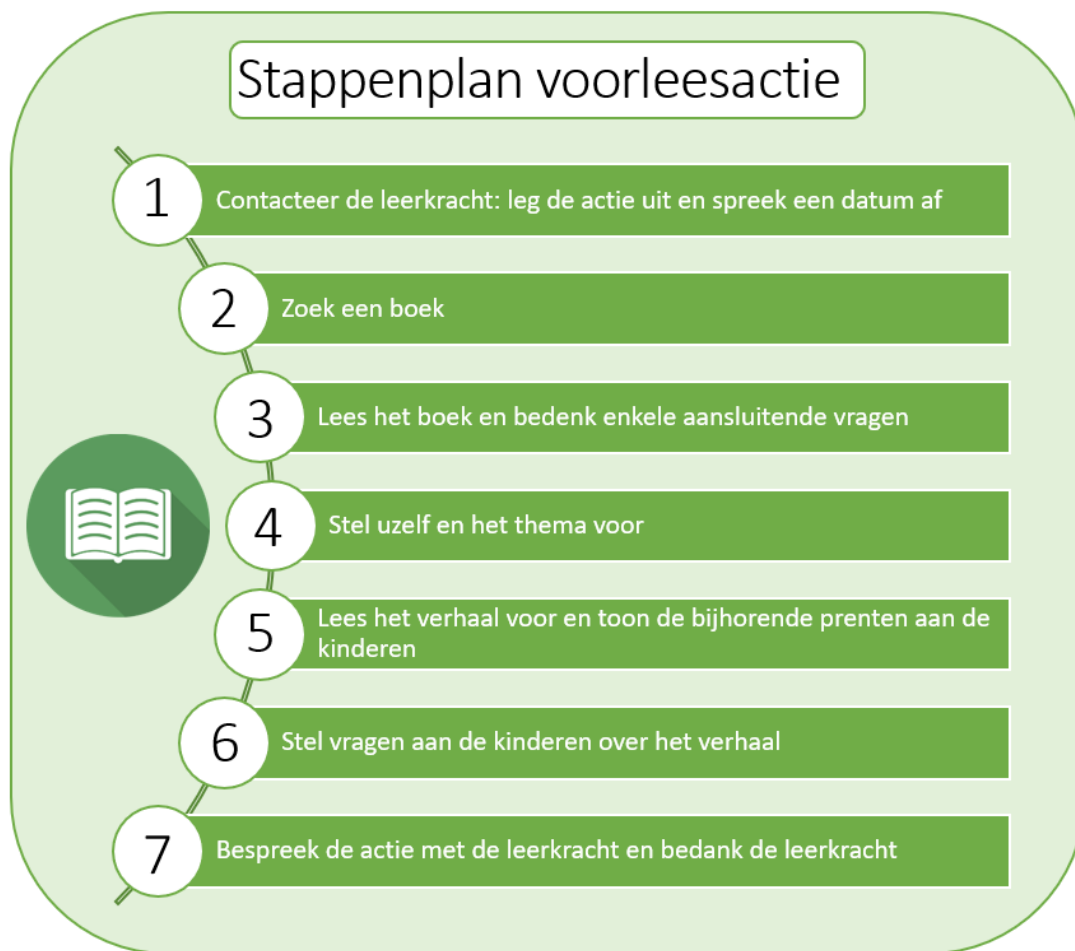 Stappenplan voorleesactie
1
Contacteer de leerkracht: leg de actie uit en spreek een datum af
2
Zoek een boek
3
Lees het boek en bedenk enkele aansluitende vragen
4
Stel uzelf en het thema voor
5
Lees het verhaal voor en toon de bijhorende prenten aan de
kinderen
6
Stel vragen aan de kinderen over het verhaal
7
Bespreek de actie met de leerkracht en bedank de leerkracht